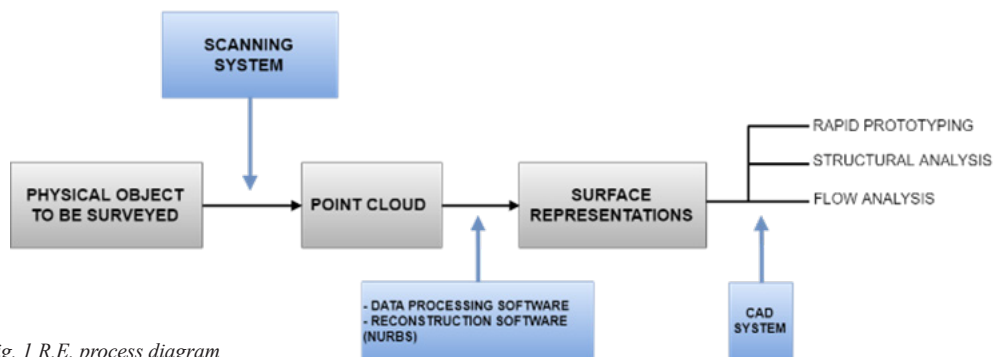 SCANNING
SYSTEM
PHYSICAL OBJECT
TO BE SURVEYED
POINT CLOUD
SURFACE
REPRESENTATIONS
RAPID PROTOTYPING
STRUCTURAL ANALYSIS
FLOW ANALYSIS
- DATA PROCESSING SOFTWARE
- RECONSTRUCTION SOFTWARE
(NURBS)
CAD
SYSTEM
ig. 1 R.E. process diagram